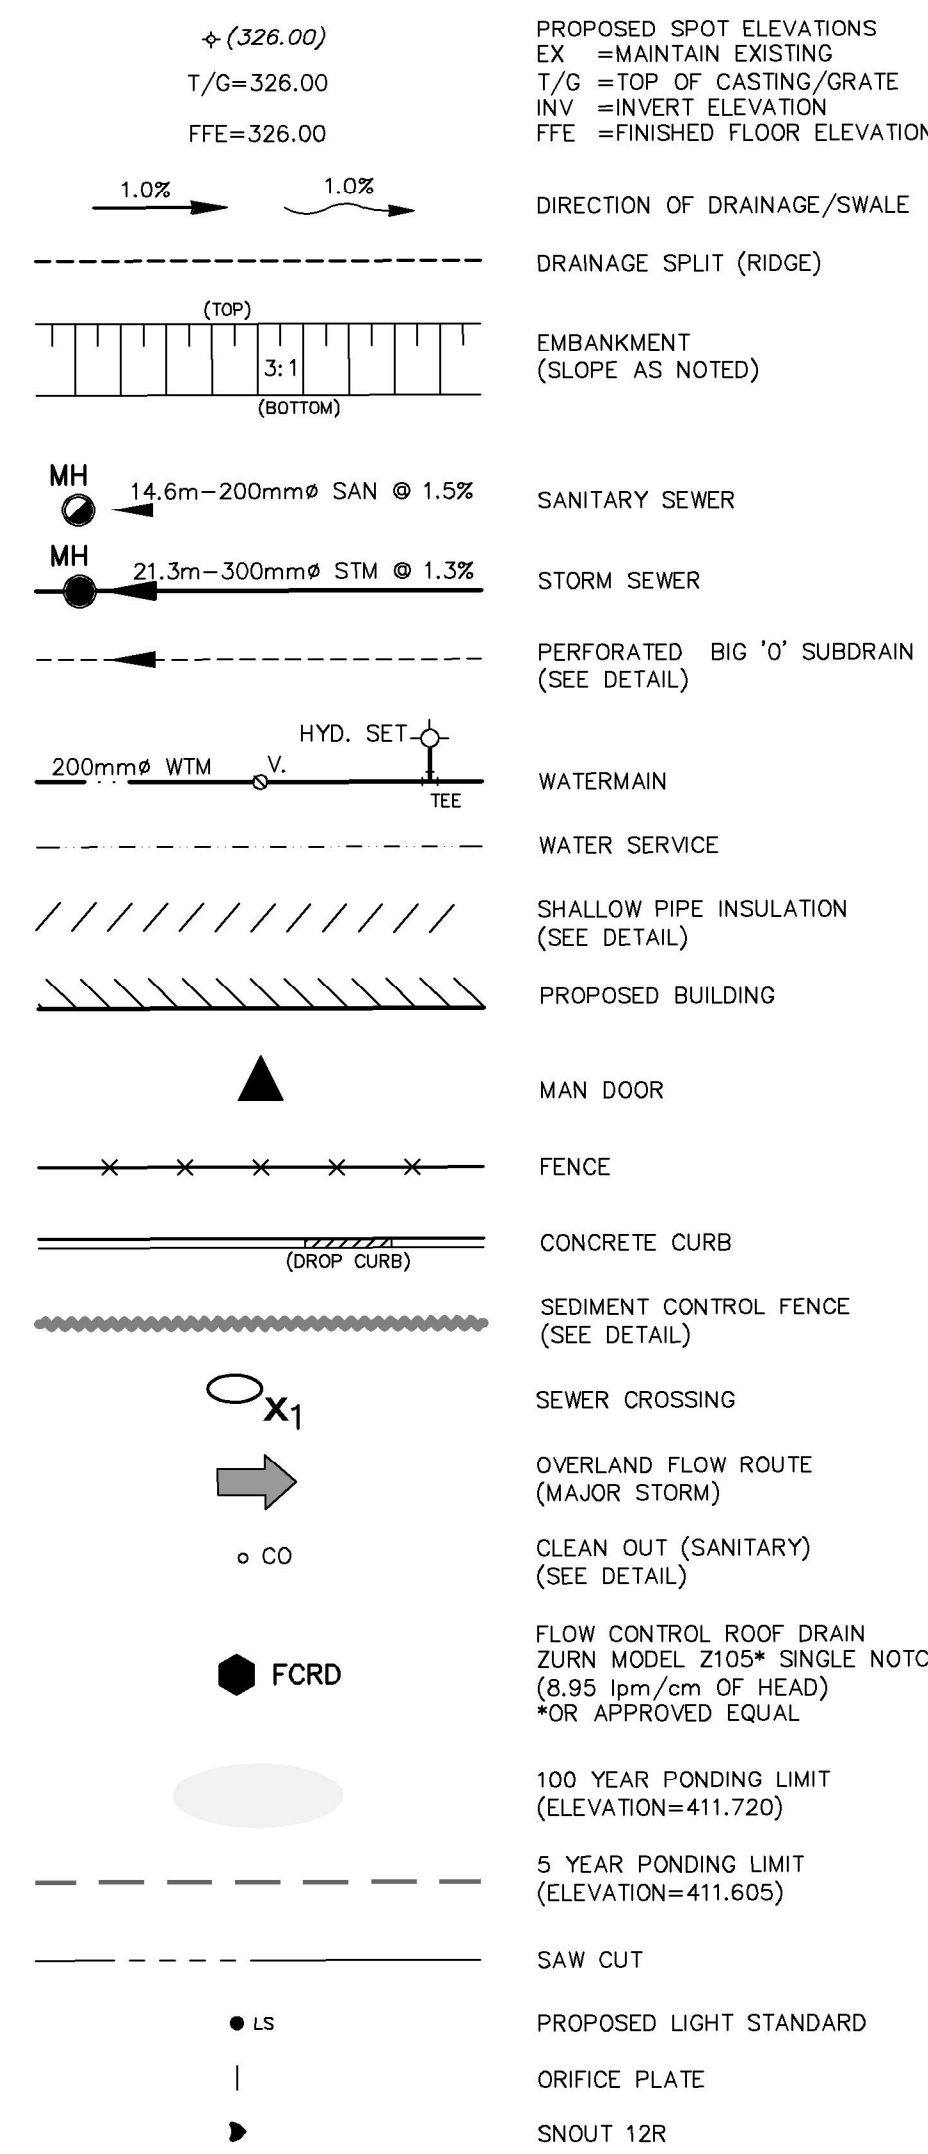 (326.00) PROPOSED SPOT ELEVATIONS
EX =MAINTAIN EXISTING
T/G=326.00 T/G =TOP OF CASTING/GRATE
INV =INVERT ELEVATION
FFE=326.00 FFE =FINISHED FLOOR ELEVATION
1.0% 1.0%
DIRECTION OF DRAINAGE/SWALE
DRAINAGE SPLIT (RIDGE)
(TOP)
EMBANKMENT
3:1 (SLOPE AS NOTED)
(BOTTOM)
MH
14.6m-200mmø SAN @ 1.5% SANITARY SEWER
MH
21.3m-300mmø STM @ 1.3% STORM SEWER
PERFORATED BIG 'O' SUBDRAIN
(SEE DETAIL)
HYD. SET
200mmø WTM V. WATERMAIN
TEE
WATER SERVICE
SHALLOW PIPE INSULATION
(SEE DETAIL)
PROPOSED BUILDING
MAN DOOR
FENCE
CONCRETE CURB
(DROP CURB)
SEDIMENT CONTROL FENCE
(SEE DETAIL)
X1 SEWER CROSSING
OVERLAND FLOW ROUTE
(MAJOR STORM)
CO CLEAN OUT (SANITARY)
(SEE DETAIL)
FLOW CONTROL ROOF DRAIN
ZURN MODEL Z105* SINGLE NOTC
FCRD (8.95 lpm/cm OF HEAD)
*OR APPROVED EQUAL
100 YEAR PONDING LIMIT
(ELEVATION=411.720)
5 YEAR PONDING LIMIT
(ELEVATION=411.605)
SAW CUT
LS PROPOSED LIGHT STANDARD
ORIFICE PLATE
SNOUT 12R